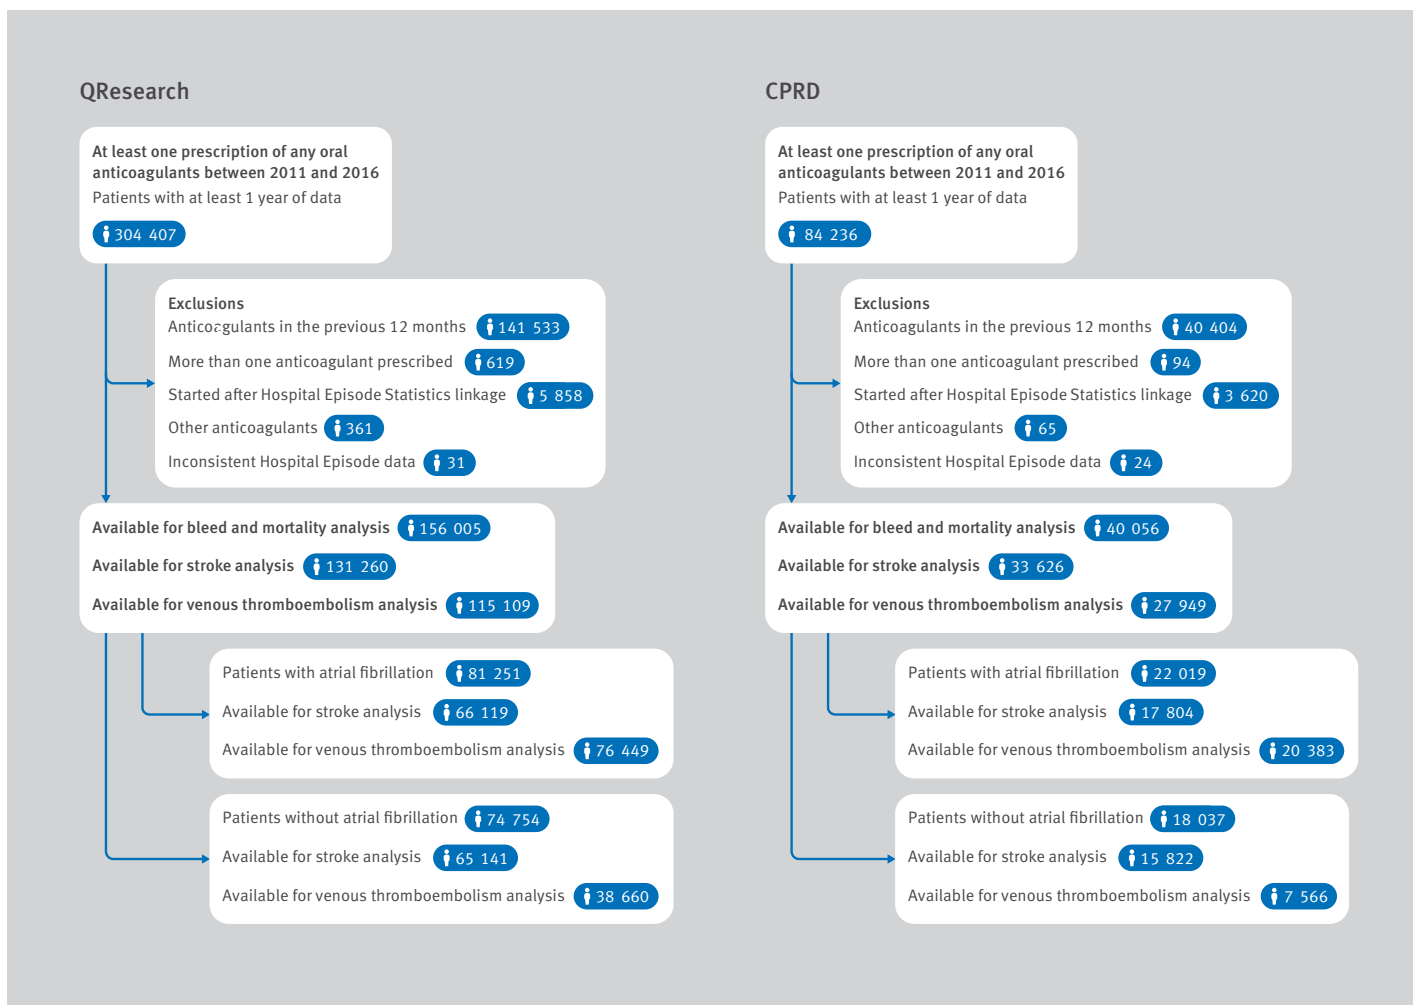 QResearch
At least one prescription of any oral
anticoagulants between 2011 and 2016
Patients with at least 1 year of data
304 407
Exclusions
Anticoagulants in the previous 12 months 141 533
More than one anticoagulant prescribed 619
Started after Hospital Episode Statistics linkage 5 858
Other anticoagulants 361
Inconsistent Hospital Episode data 31
Available for bleed and mortality analysis 156 005
Available for stroke analysis 131 260
Available for venous thromboembolism analysis 115 109
Patients with atrial fibrillation 81 251
Available for stroke analysis 66 119
Available for venous thromboembolism analysis 76 449
Patients without atrial fibrillation 74 754
Available for stroke analysis 65 141
Available for venous thromboembolism analysis 38 660
CPRD
At least one prescription of any oral
anticoagulants between 2011 and 2016
Patients with at least 1 year of data
84 236
Exclusions
Anticoagulants in the previous 12 months 40 404
More than one anticoagulant prescribed 94
Started after Hospital Episode Statistics linkage 3 620
Other anticoagulants 65
Inconsistent Hospital Episode data 24
Available for bleed and mortality analysis 40 056
Available for stroke analysis 33 626
Available for venous thromboembolism analysis 27 949
Patients with atrial fibrillation 22 019
Available for stroke analysis 17 804
Available for venous thromboembolism analysis 20 383
Patients without atrial fibrillation 18 037
Available for stroke analysis 15 822
Available for venous thromboembolism analysis 7 566